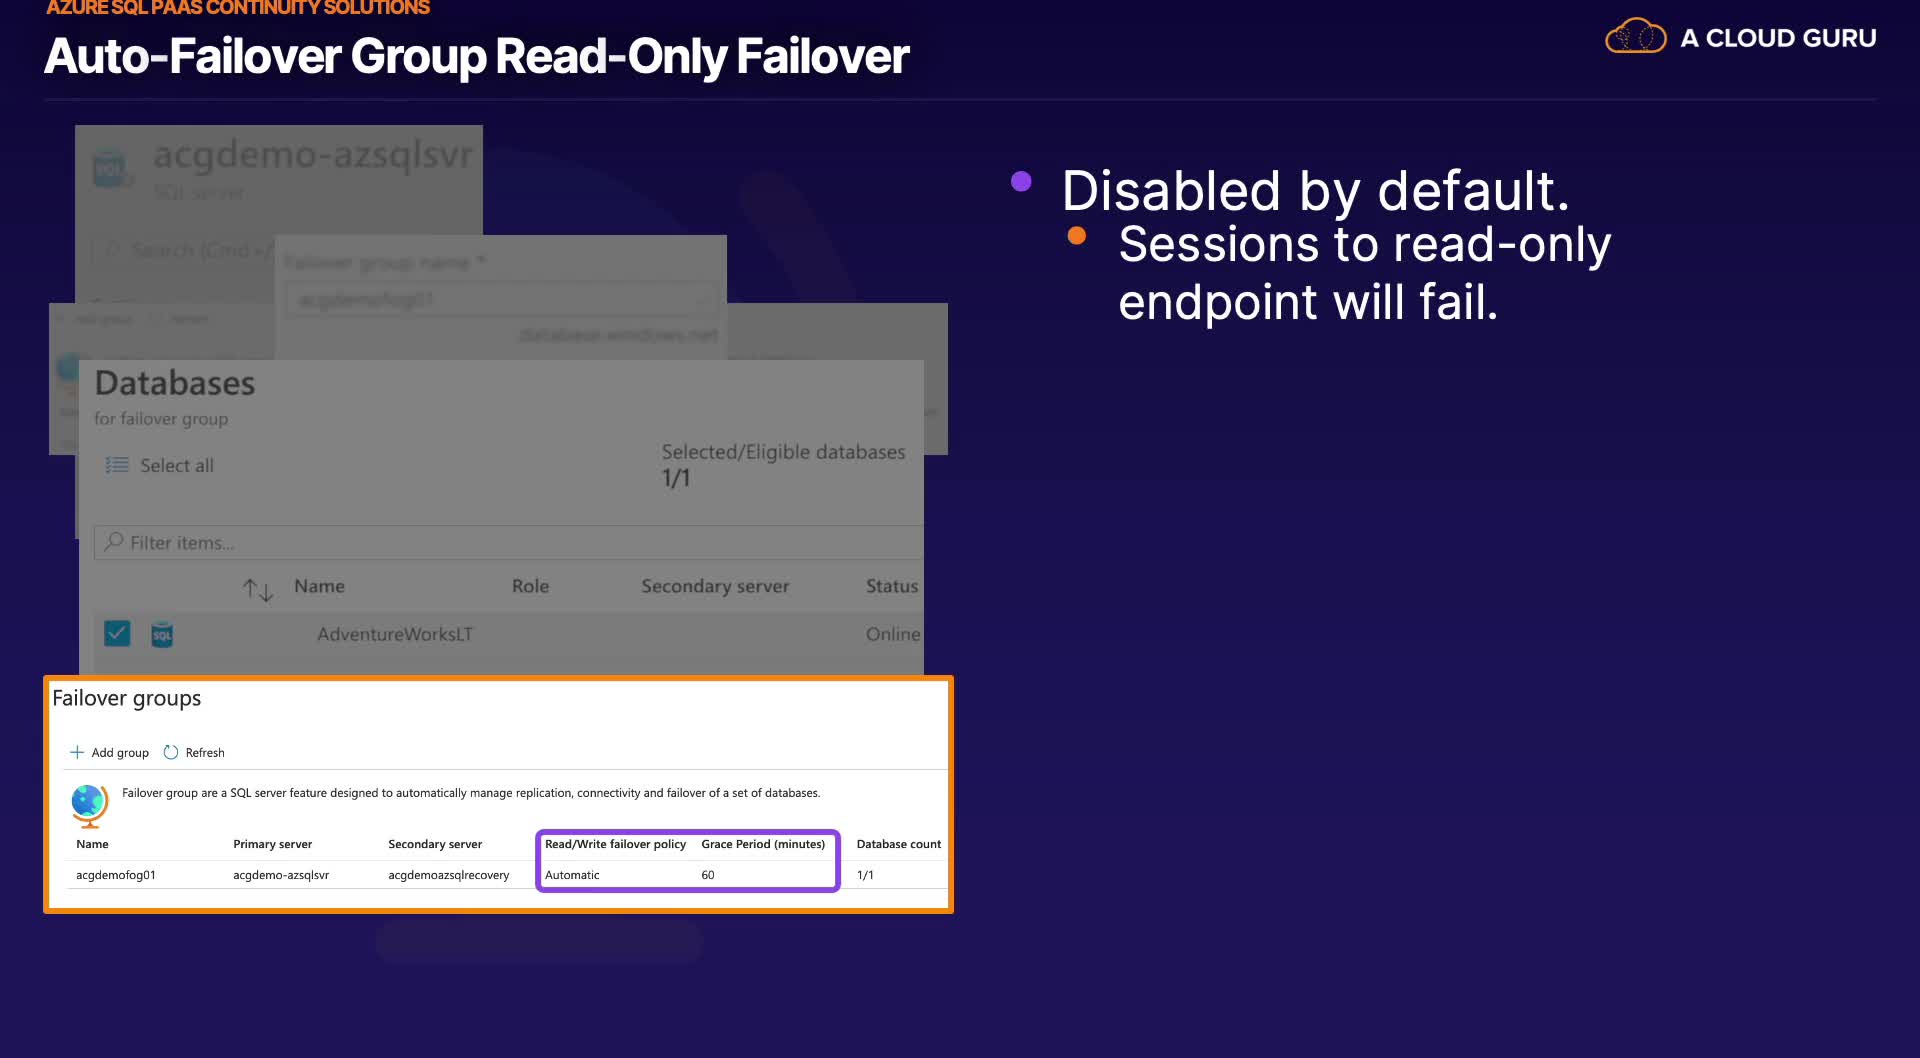 AZURE SQL PAAS CONTINUITY SOLUTIONS
Auto-Failover Group Read-Only Failover
A CLOUD GURU
acgdemo-azsqlsvr
SQL server
Search (Cmd+/
Failover group name *
acgdemofog01
.database.windows.net
Databases
for failover group
Select all
Selected/Eligible databases
1/1
Filter items...
Name Role Secondary server Status
SQL AdventureWorksLT Online
Failover groups
Add group Refresh
Failover group are a SQL server feature designed to automatically manage replication, connectivity and failover of a set of databases.
Name Primary server Secondary server Read/Write failover policy Grace Period (minutes) Database count
acgdemofog01 acgdemo-azsqlsvr acgdemoazsqlrecovery Automatic 60 1/1
Disabled by default.
Sessions to read-only
endpoint will fail.